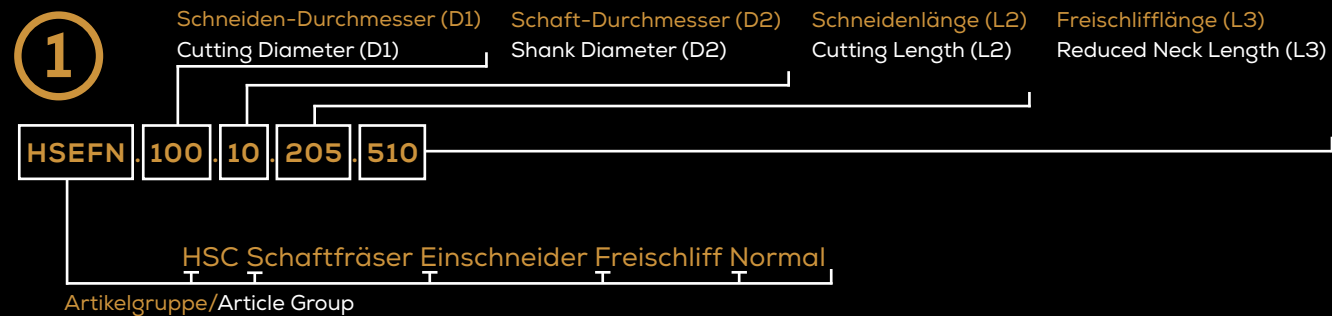 1
Schneiden-Durchmesser (D1) Schaft-Durchmesser (D2) Schneidenlänge (L2) Freischlifflänge (L3)
Cutting Diameter (D1) Shank Diameter (D2) Cutting Length (L2) Reduced Neck Length (L3)
HSEFN.100.10.205.510
HSC Schaftfräser Einschneider Freischliff Normal
Artikelgruppe/Article Group